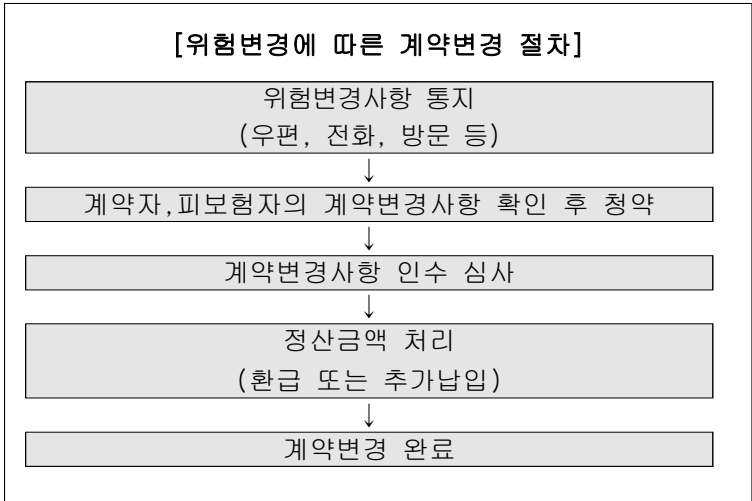 [위험변경에 따른 계약변경 절차]
위험변경사항 통지
(우편, 전화, 방문 등)
↓
계약자,피보험자의 계약변경사항 확인 후 청약
↓
계약변경사항 인수 심사
↓
정산금액 처리
(환급 또는 추가납입)
↓
계약변경 완료